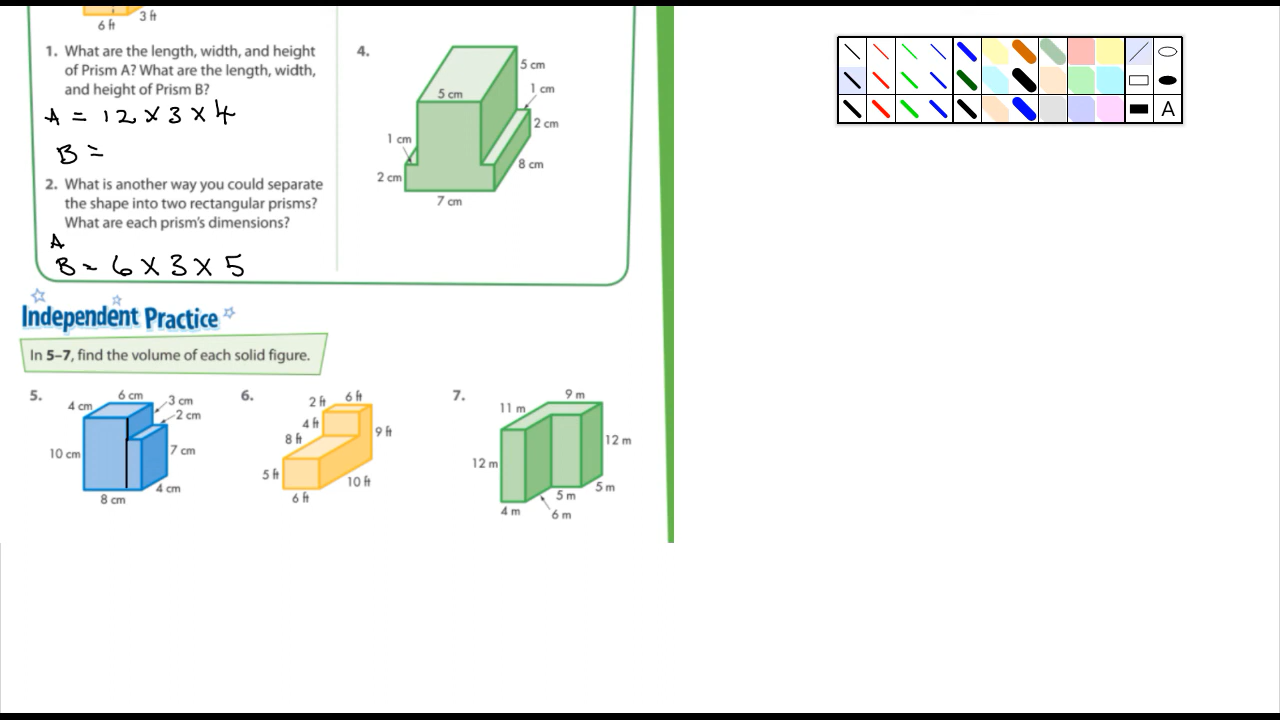 6 ft
3 ft
1. What are the length, width, and height
of Prism A? What are the length, width,
and height of Prism B?
A = 12 x 3 x 4
B =
2. What is another way you could separate
the shape into two rectangular prisms?
What are each prism's dimensions?
A
B = 6 x 3 x 5
4.
5 cm
5 cm
1 cm
2 cm
1 cm
8 cm
2 cm
7 cm
Independent Practice
In 5–7, find the volume of each solid figure.
5.
6 cm
3 cm
4 cm
2 cm
10 cm
7 cm
4 cm
8 cm
6.
2 ft
6 ft
4 ft
9 ft
8 ft
5 ft
10 ft
6 ft
7.
9 m
11 m
12 m
12 m
5 m
5 m
4 m
6 m
A